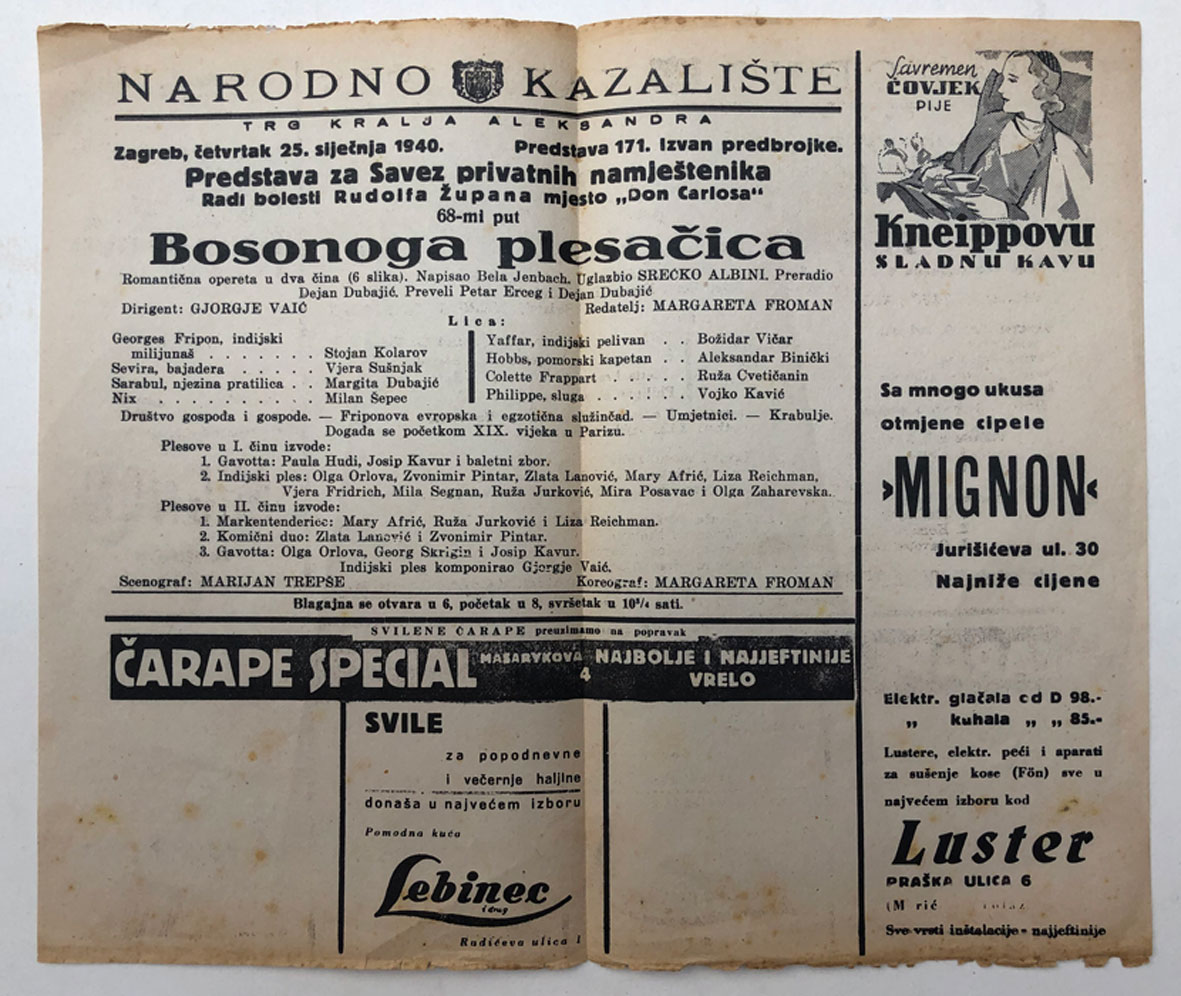 NARODNO KAZALIŠTE
TRG KRALJA ALEKSANDRA
Zagreb, četvrtak 25. siječnja 1940. Predstava 171. Izvan predbrojke.
Predstava za Savez privatnih namještenika
Radi bolesti Rudolfa Župana mjesto „Don Carlosa“
68-mi put
Bosonoga plesačica
Romantična opereta u dva čina (6 slika). Napisao Bela Jenbach. Uglazbio SREĆKO ALBINI. Preradio
Dejan Dubajić. Preveli Petar Erceg i Dejan Dubajić
Dirigent: GJORGJE VAIĆ Redatelj: MARGARETA FROMAN
Lica:
Georges Fripon, indijski
milijunaš . . . . . . . Stojan Kolarov
Sevira, bajadera . . . . . Vjera Sušnjak
Sarabul, njezina pratilica . . Margita Dubajić
Nix . . . . . . . . . . Milan Šepec
Yaffar, indijski pelivan . . Božidar Vičar
Hobbs, pomorski kapetan . . Aleksandar Binički
Colette Frappart . . . . . Ruža Cvetičanin
Philippe, sluga . . . . . . Vojko Kavić
Društvo gospoda i gospode. — Friponova evropska i egzotična služinčad. — Umjetnici. — Krabulje.
Događa se početkom XIX. vijeka u Parizu.
Plesove u I. činu izvode:
1. Gavotta: Paula Hudi, Josip Kavur i baletni zbor.
2. Indijski ples: Olga Orlova, Zvonimir Pintar, Zlata Lanović, Mary Afrić, Liza Reichman,
Vjera Fridrich, Mila Segnan, Ruža Jurković, Mira Posavac i Olga Zaharevska.
Plesove u II. činu izvode:
1. Markentenderice: Mary Afrić, Ruža Jurković i Liza Reichman.
2. Komični duo: Zlata Lanović i Zvonimir Pintar.
3. Gavotta: Olga Orlova, Georg Skrigin i Josip Kavur.
Indijski ples komponirao Gjorgje Vaić.
Scenograf: MARIJAN TREPŠE Koreograf: MARGARETA FROMAN
Blagajna se otvara u 6, početak u 8, svršetak u 10³/₄ sati.
SVILENE ČARAPE preuzimamo na popravak
ČARAPE SPECIAL MASARYKOVA 4 NAJBOLJE I NAJJEFTINIJE
VRELO
SVILE
za popodnevne
i večernje haljine
donaša u najvećem izboru
Pomodna kuća
Lebinec
i drug
Radićeva ulica 1
Savremen
ČOVJEK
PIJE
Kneippovu
SLADNU KAVU
Sa mnogo ukusa
otmjene cipele
›MIGNON‹
Jurišićeva ul. 30
Najniže cijene
Elektr. glačala od D 98.-
„ kuhala „ „ 85.-
Lustere, elektr. peći i aparati
za sušenje kose (Fön) sve u
najvećem izboru kod
Luster
PRAŠKA ULICA 6
Sve vrsti inštalacije - najjeftinije